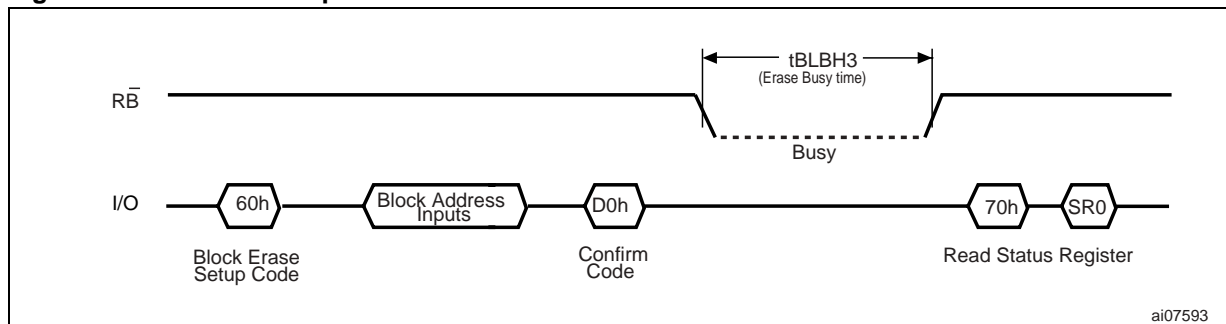 tBLBH3
(Erase Busy time)
RB̅
Busy
I/O
60h
Block Address
Inputs
D0h
70h
SR0
Block Erase
Setup Code
Confirm
Code
Read Status Register
ai07593